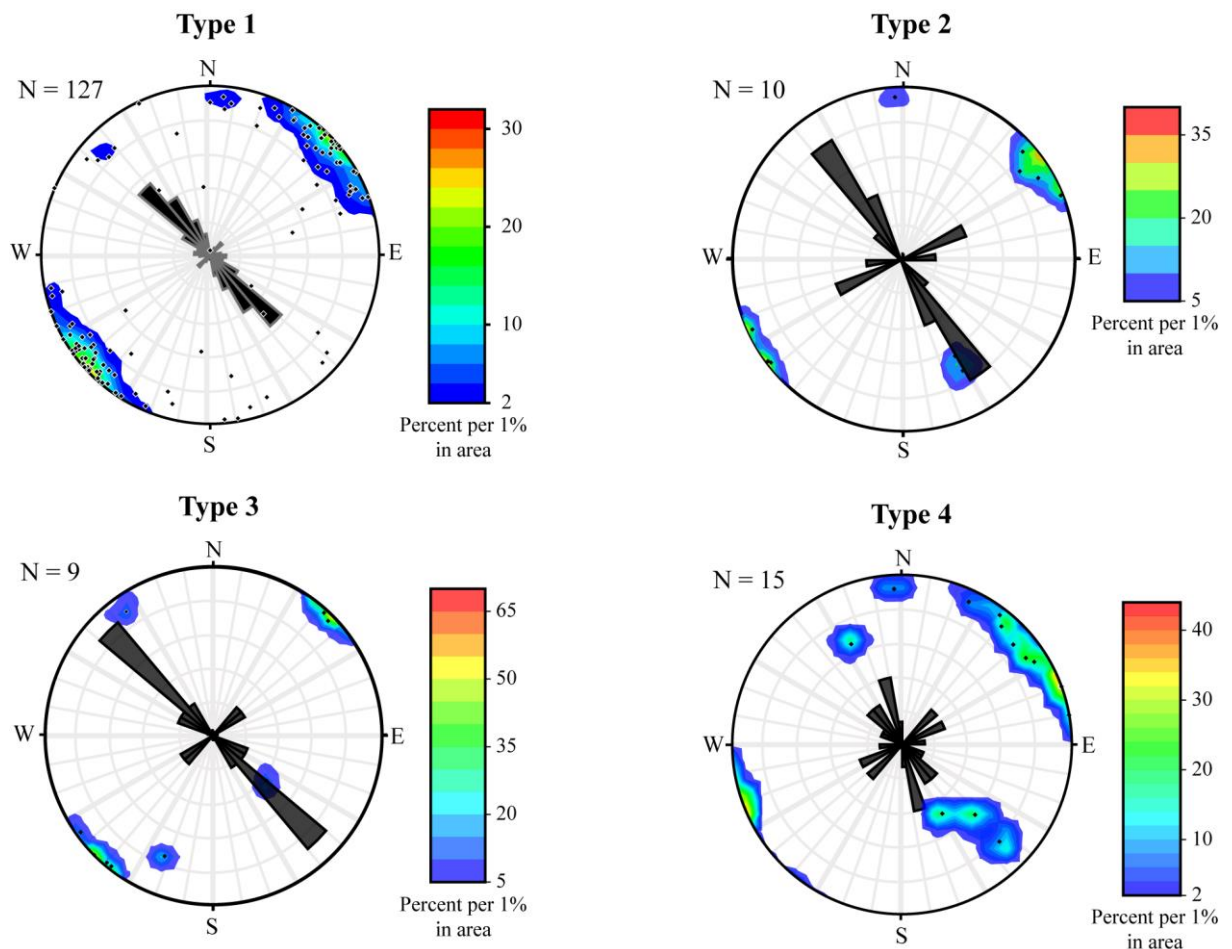 Type 1
N = 127
N
W
E
S
30
20
10
2
Percent per 1%
in area
Type 2
N = 10
N
W
E
S
35
20
5
Percent per 1%
in area
Type 3
N = 9
N
W
E
S
65
50
35
20
5
Percent per 1%
in area
Type 4
N = 15
N
W
E
S
40
30
20
10
2
Percent per 1%
in area